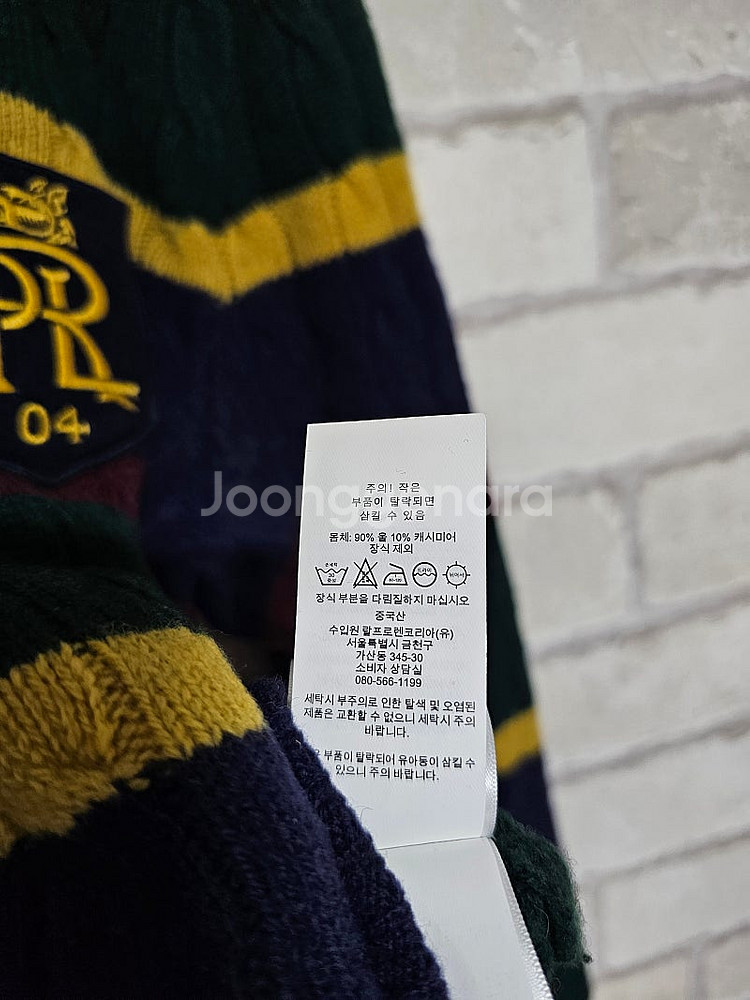 PR
04
주의! 작은
부품이 탈락되면
삼킬 수 있음
몸체: 90% 울 10% 캐시미어
장식 제외
장식 부분을 다림질하지 마십시오
중국산
수입원 랄프로렌코리아(유)
서울특별시 금천구
가산동 345-30
소비자 상담실
080-566-1199
세탁시 부주의로 인한 탈색 및 오염된
제품은 교환할 수 없으니 세탁시 주의
바랍니다.
부품이 탈락되어 유아동이 삼킬 수
있으니 주의 바랍니다.